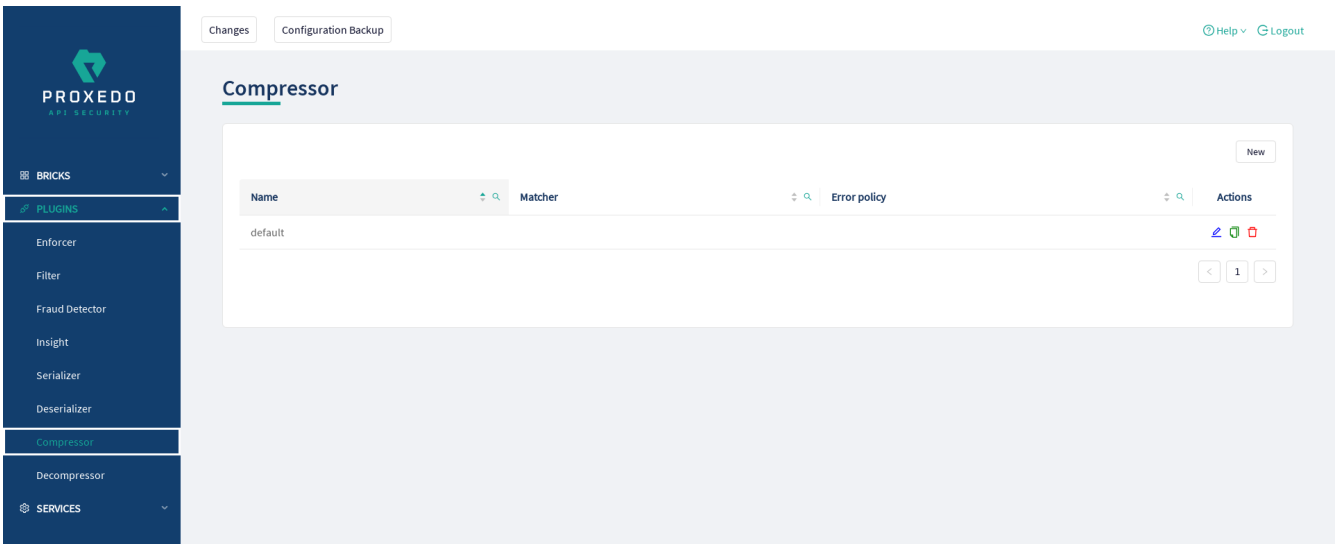 Changes
Configuration Backup
Help
Logout
PROXEDO
API SECURITY
Compressor
New
BRICKS
PLUGINS
Enforcer
Filter
Fraud Detector
Insight
Serializer
Deserializer
Compressor
Decompressor
SERVICES
Name Matcher Error policy Actions
default
< 1 >